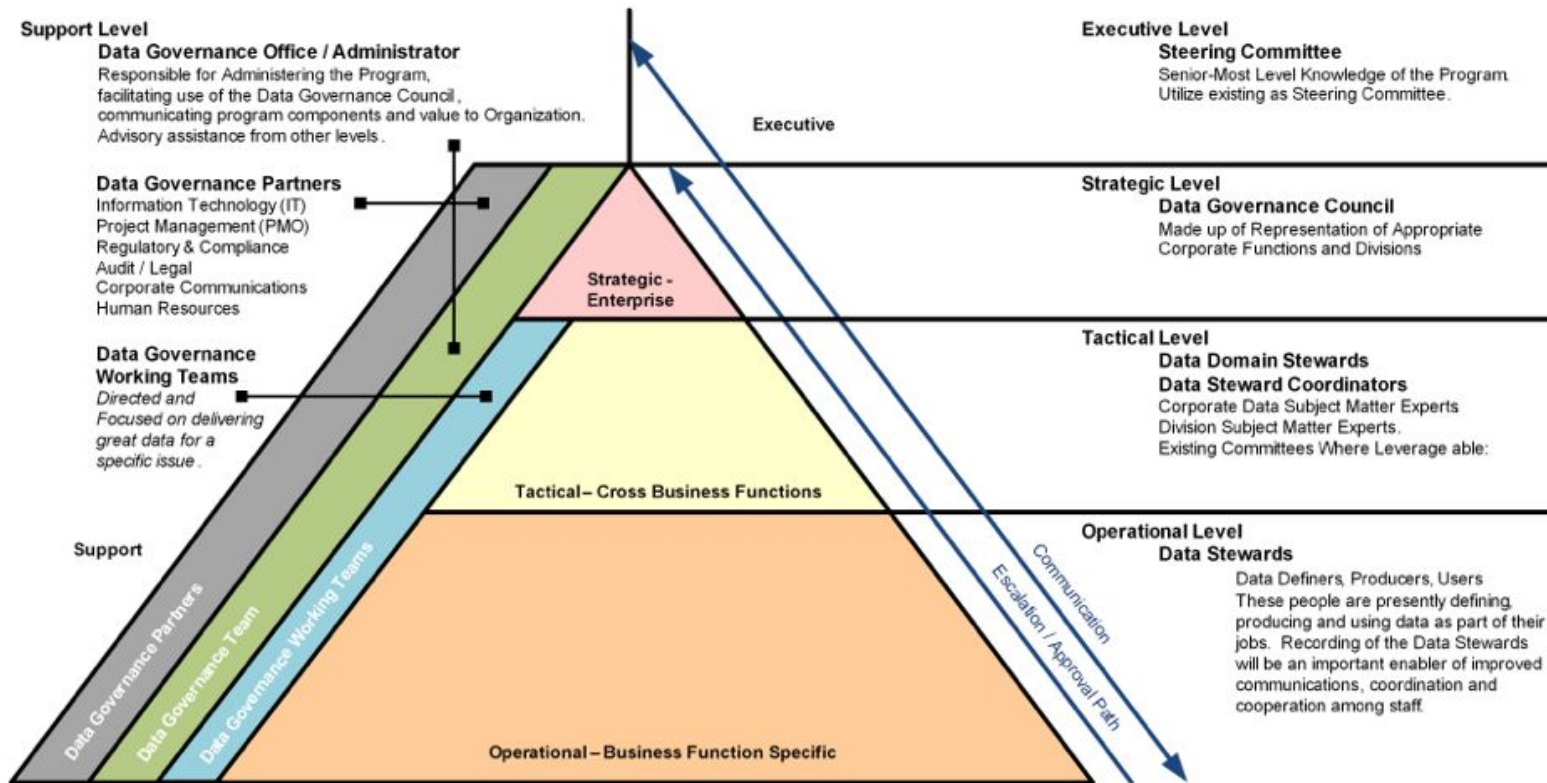 Support Level
Data Governance Office / Administrator
Responsible for Administering the Program,
facilitating use of the Data Governance Council,
communicating program components and value to Organization.
Advisory assistance from other levels.
Data Governance Partners
Information Technology (IT)
Project Management (PMO)
Regulatory & Compliance
Audit / Legal
Corporate Communications
Human Resources
Data Governance
Working Teams
Directed and
Focused on delivering
great data for a
specific issue.
Support
Data Governance Partners
Data Governance Team
Data Governance Working Teams
Executive
Strategic -
Enterprise
Tactical – Cross Business Functions
Operational – Business Function Specific
Communication
Escalation / Approval Path
Executive Level
Steering Committee
Senior-Most Level Knowledge of the Program.
Utilize existing as Steering Committee.
Strategic Level
Data Governance Council
Made up of Representation of Appropriate
Corporate Functions and Divisions
Tactical Level
Data Domain Stewards
Data Steward Coordinators
Corporate Data Subject Matter Experts
Division Subject Matter Experts.
Existing Committees Where Leverage able:
Operational Level
Data Stewards
Data Definers, Producers, Users
These people are presently defining,
producing and using data as part of their
jobs. Recording of the Data Stewards
will be an important enabler of improved
communications, coordination and
cooperation among staff.